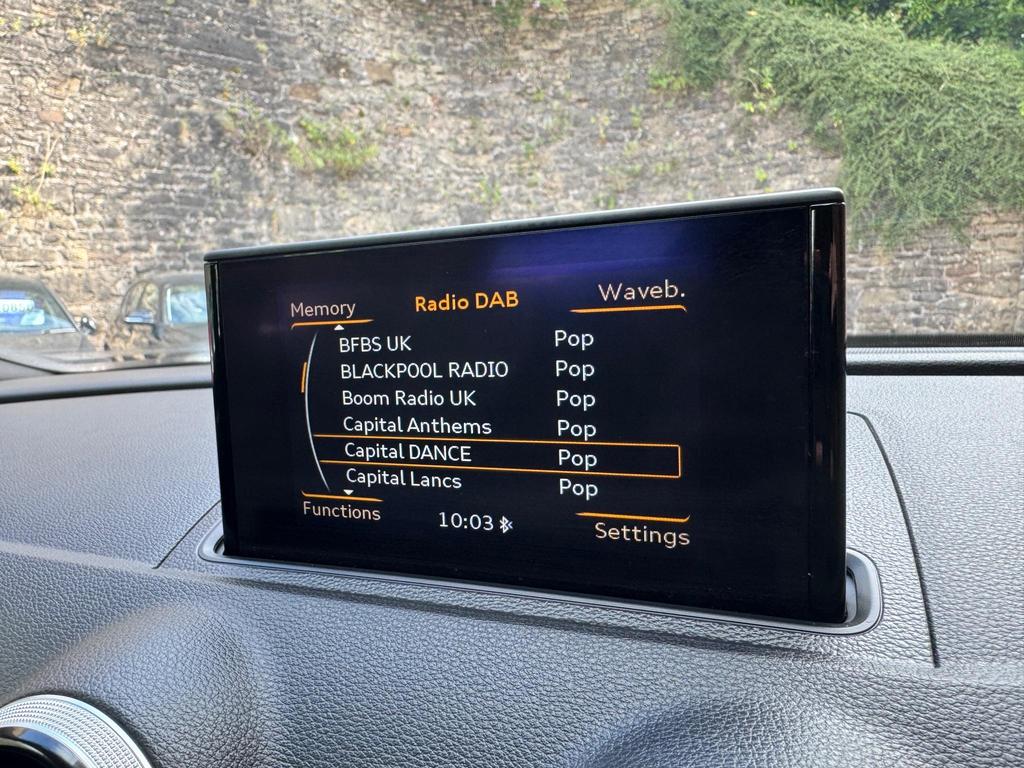 Memory Radio DAB Waveb.
BFBS UK Pop
BLACKPOOL RADIO Pop
Boom Radio UK Pop
Capital Anthems Pop
Capital DANCE Pop
Capital Lancs Pop
Functions 10:03 Settings